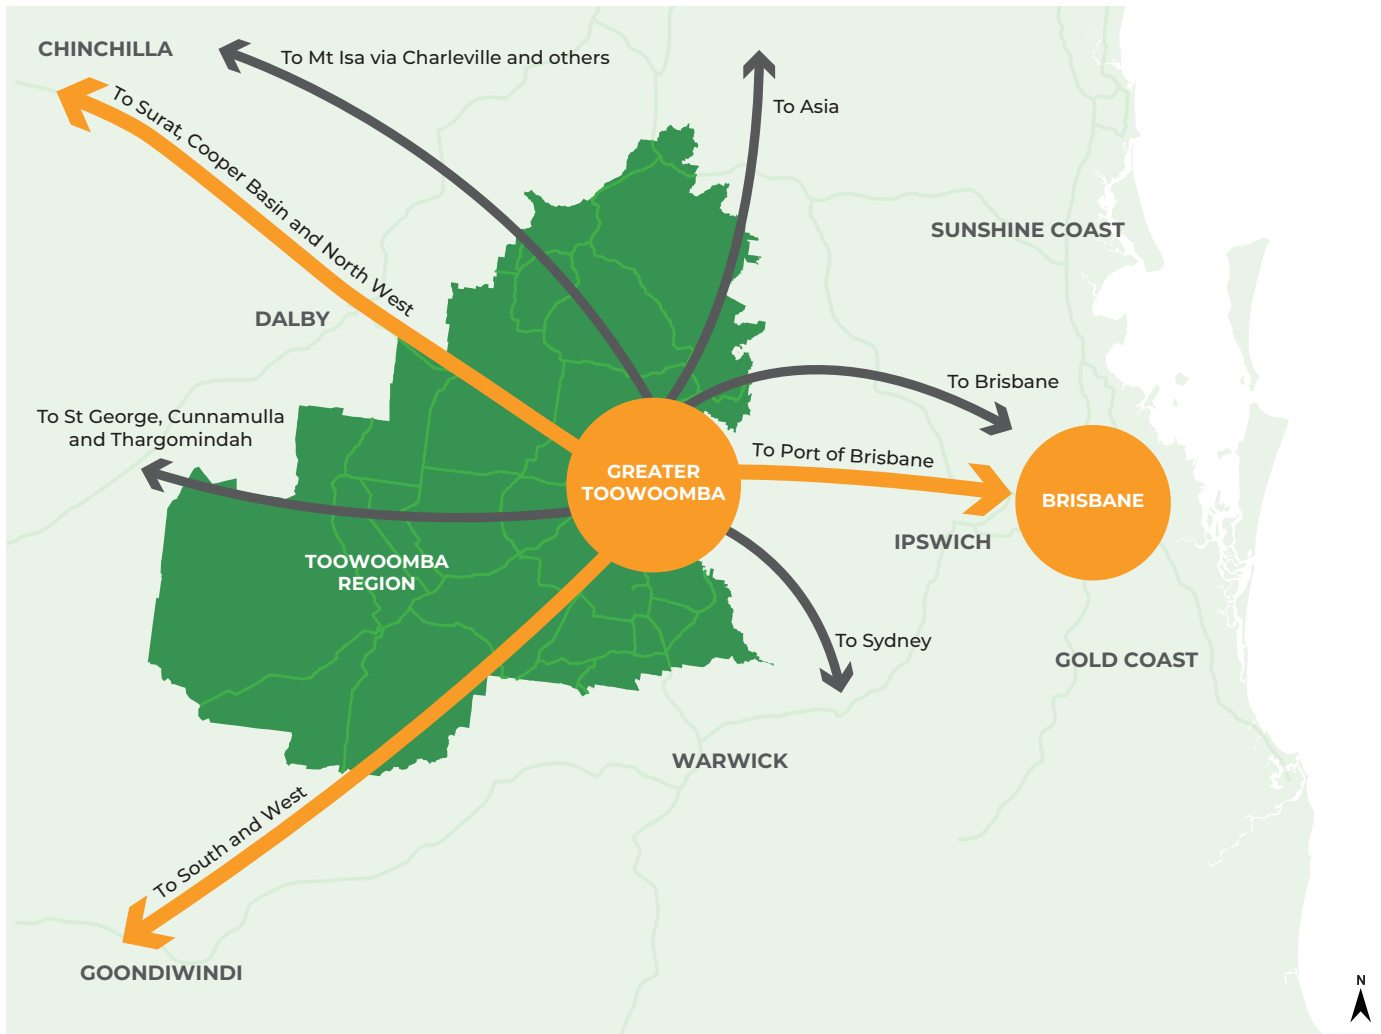 CHINCHILLA
To Mt Isa via Charleville and others
To Asia
To Surat, Cooper Basin and North West
SUNSHINE COAST
DALBY
To Brisbane
To St George, Cunnamulla
and Thargomindah
To Port of Brisbane
GREATER
TOOWOOMBA
BRISBANE
IPSWICH
TOOWOOMBA
REGION
To Sydney
GOLD COAST
WARWICK
To South and West
GOONDIWINDI
N